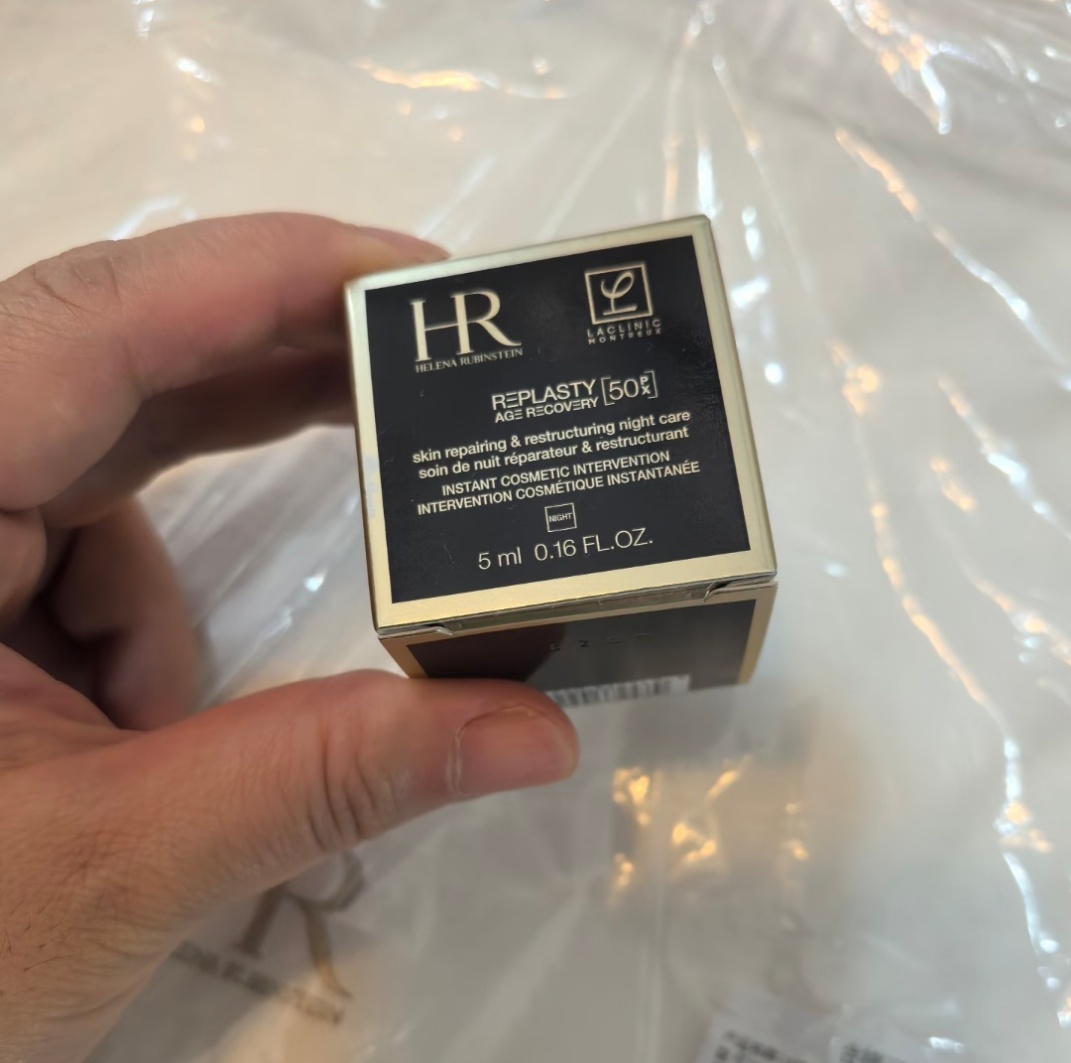 HR
HELENA RUBINSTEIN
LACLINIC
MONTREUX
REPLASTY [50 PX]
AGE RECOVERY
skin repairing & restructuring night care
soin de nuit réparateur & restructurant
INSTANT COSMETIC INTERVENTION
INTERVENTION COSMÉTIQUE INSTANTANÉE
NIGHT
5 ml 0.16 FL.OZ.